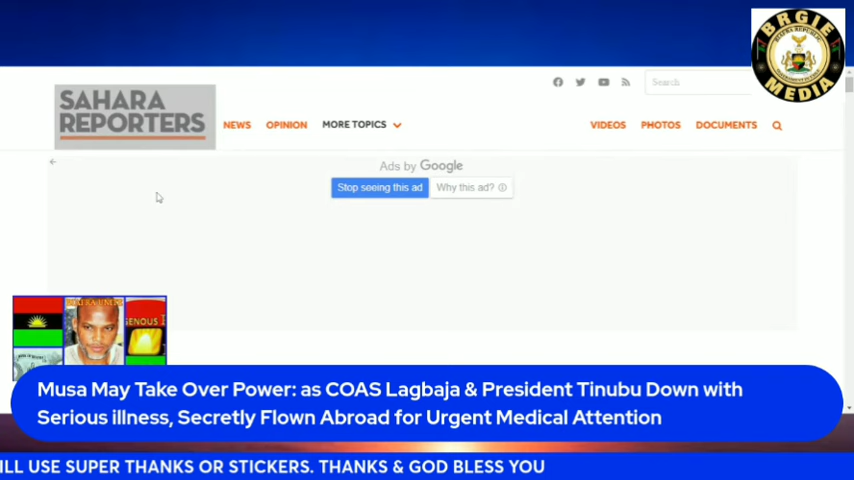 BRGIE
MEDIA
Search
SAHARA
REPORTERS
NEWS OPINION MORE TOPICS VIDEOS PHOTOS DOCUMENTS
Ads by Google
Stop seeing this ad Why this ad?
Musa May Take Over Power: as COAS Lagbaja & President Tinubu Down with
Serious illness, Secretly Flown Abroad for Urgent Medical Attention
ILL USE SUPER THANKS OR STICKERS. THANKS & GOD BLESS YOU